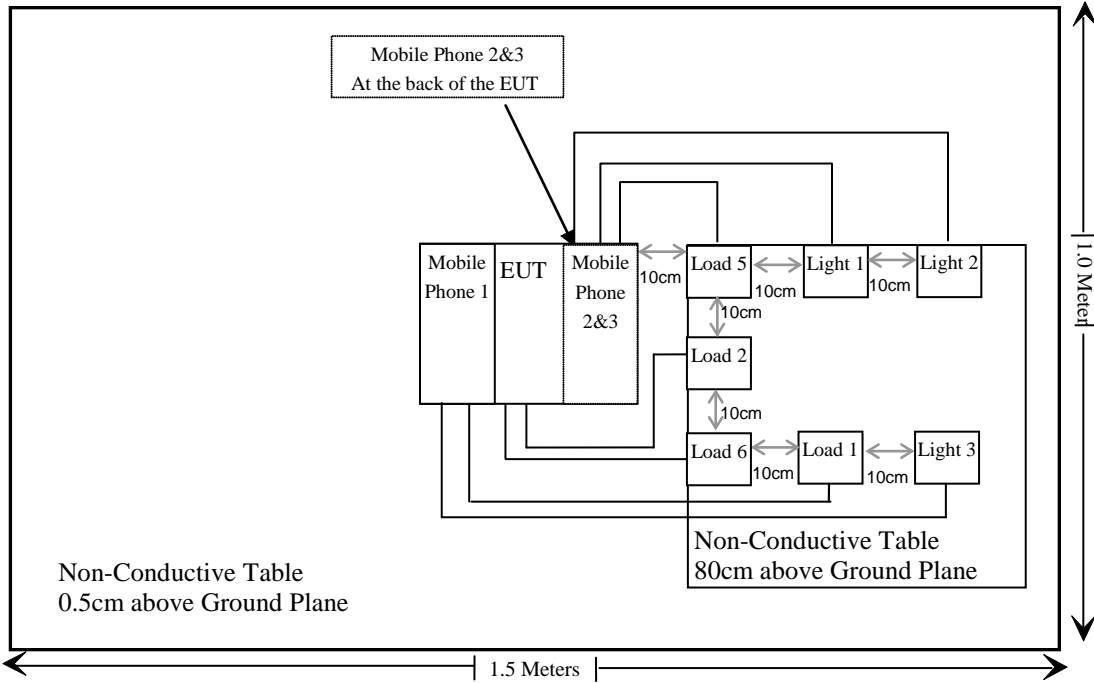 Mobile Phone 2&3
At the back of the EUT
Mobile
Phone 1
EUT
Mobile
Phone
2&3
10cm
Load 5
10cm
Light 1
10cm
Light 2
10cm
Load 2
10cm
Load 6
10cm
Load 1
10cm
Light 3
Non-Conductive Table
80cm above Ground Plane
Non-Conductive Table
0.5cm above Ground Plane
1.0 Meter
1.5 Meters